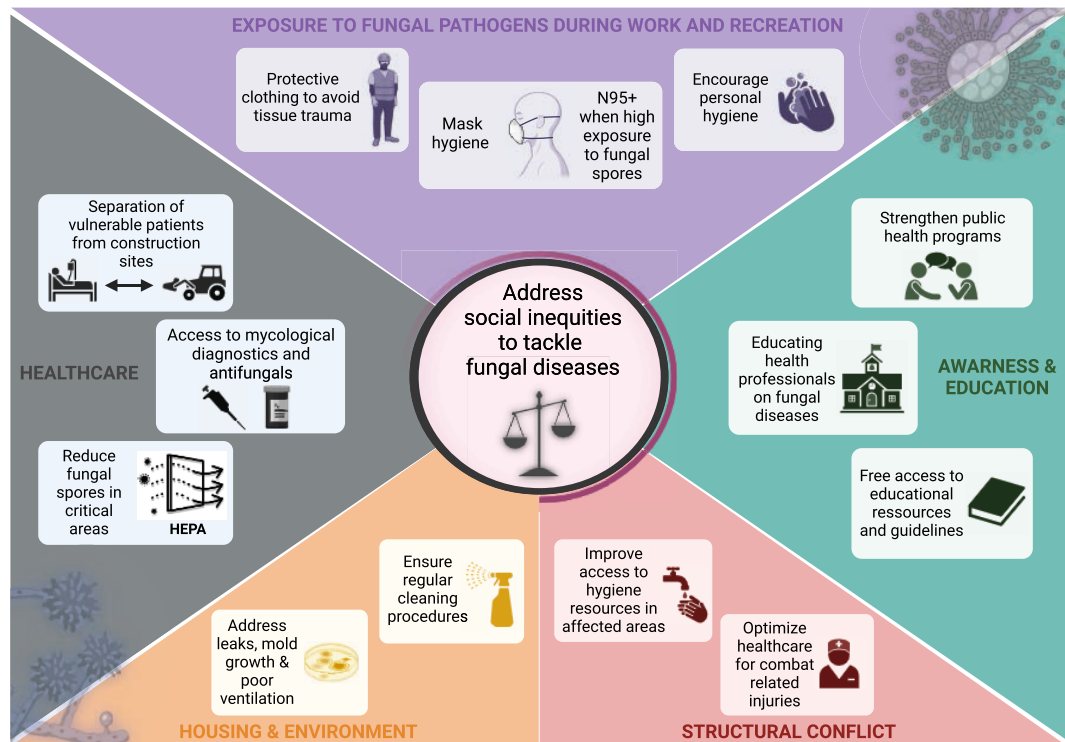 EXPOSURE TO FUNGAL PATHOGENS DURING WORK AND RECREATION
Protective
clothing to avoid
tissue trauma
Mask
hygiene
N95+
when high
exposure
to fungal
spores
Encourage
personal
hygiene
Separation of
vulnerable patients
from construction
sites
Access to mycological
diagnostics and
antifungals
HEALTHCARE
Reduce
fungal
spores in
critical
areas
HEPA
Address
social inequities
to tackle
fungal diseases
Strengthen public
health programs
Educating
health
professionals
on fungal
diseases
AWARNESS &
EDUCATION
Free access to
educational
ressources
and guidelines
Ensure
regular
cleaning
procedures
Address
leaks, mold
growth &
poor
ventilation
HOUSING & ENVIRONMENT
Improve
access to
hygiene
resources in
affected areas
Optimize
healthcare
for combat
related
injuries
STRUCTURAL CONFLICT